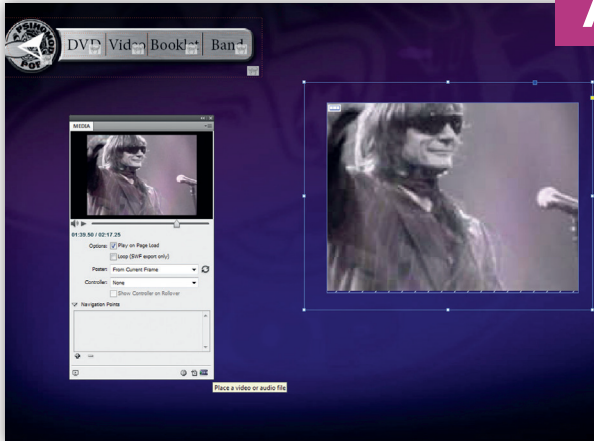 A
DVD Video Booklet Band
MEDIA
01:39.50 / 02:17.25
Options: Play on Page Load
Loop (SWF export only)
Poster: From Current Frame
Controller: None
Show Controller on Rollover
Navigation Points
Place a video or audio file